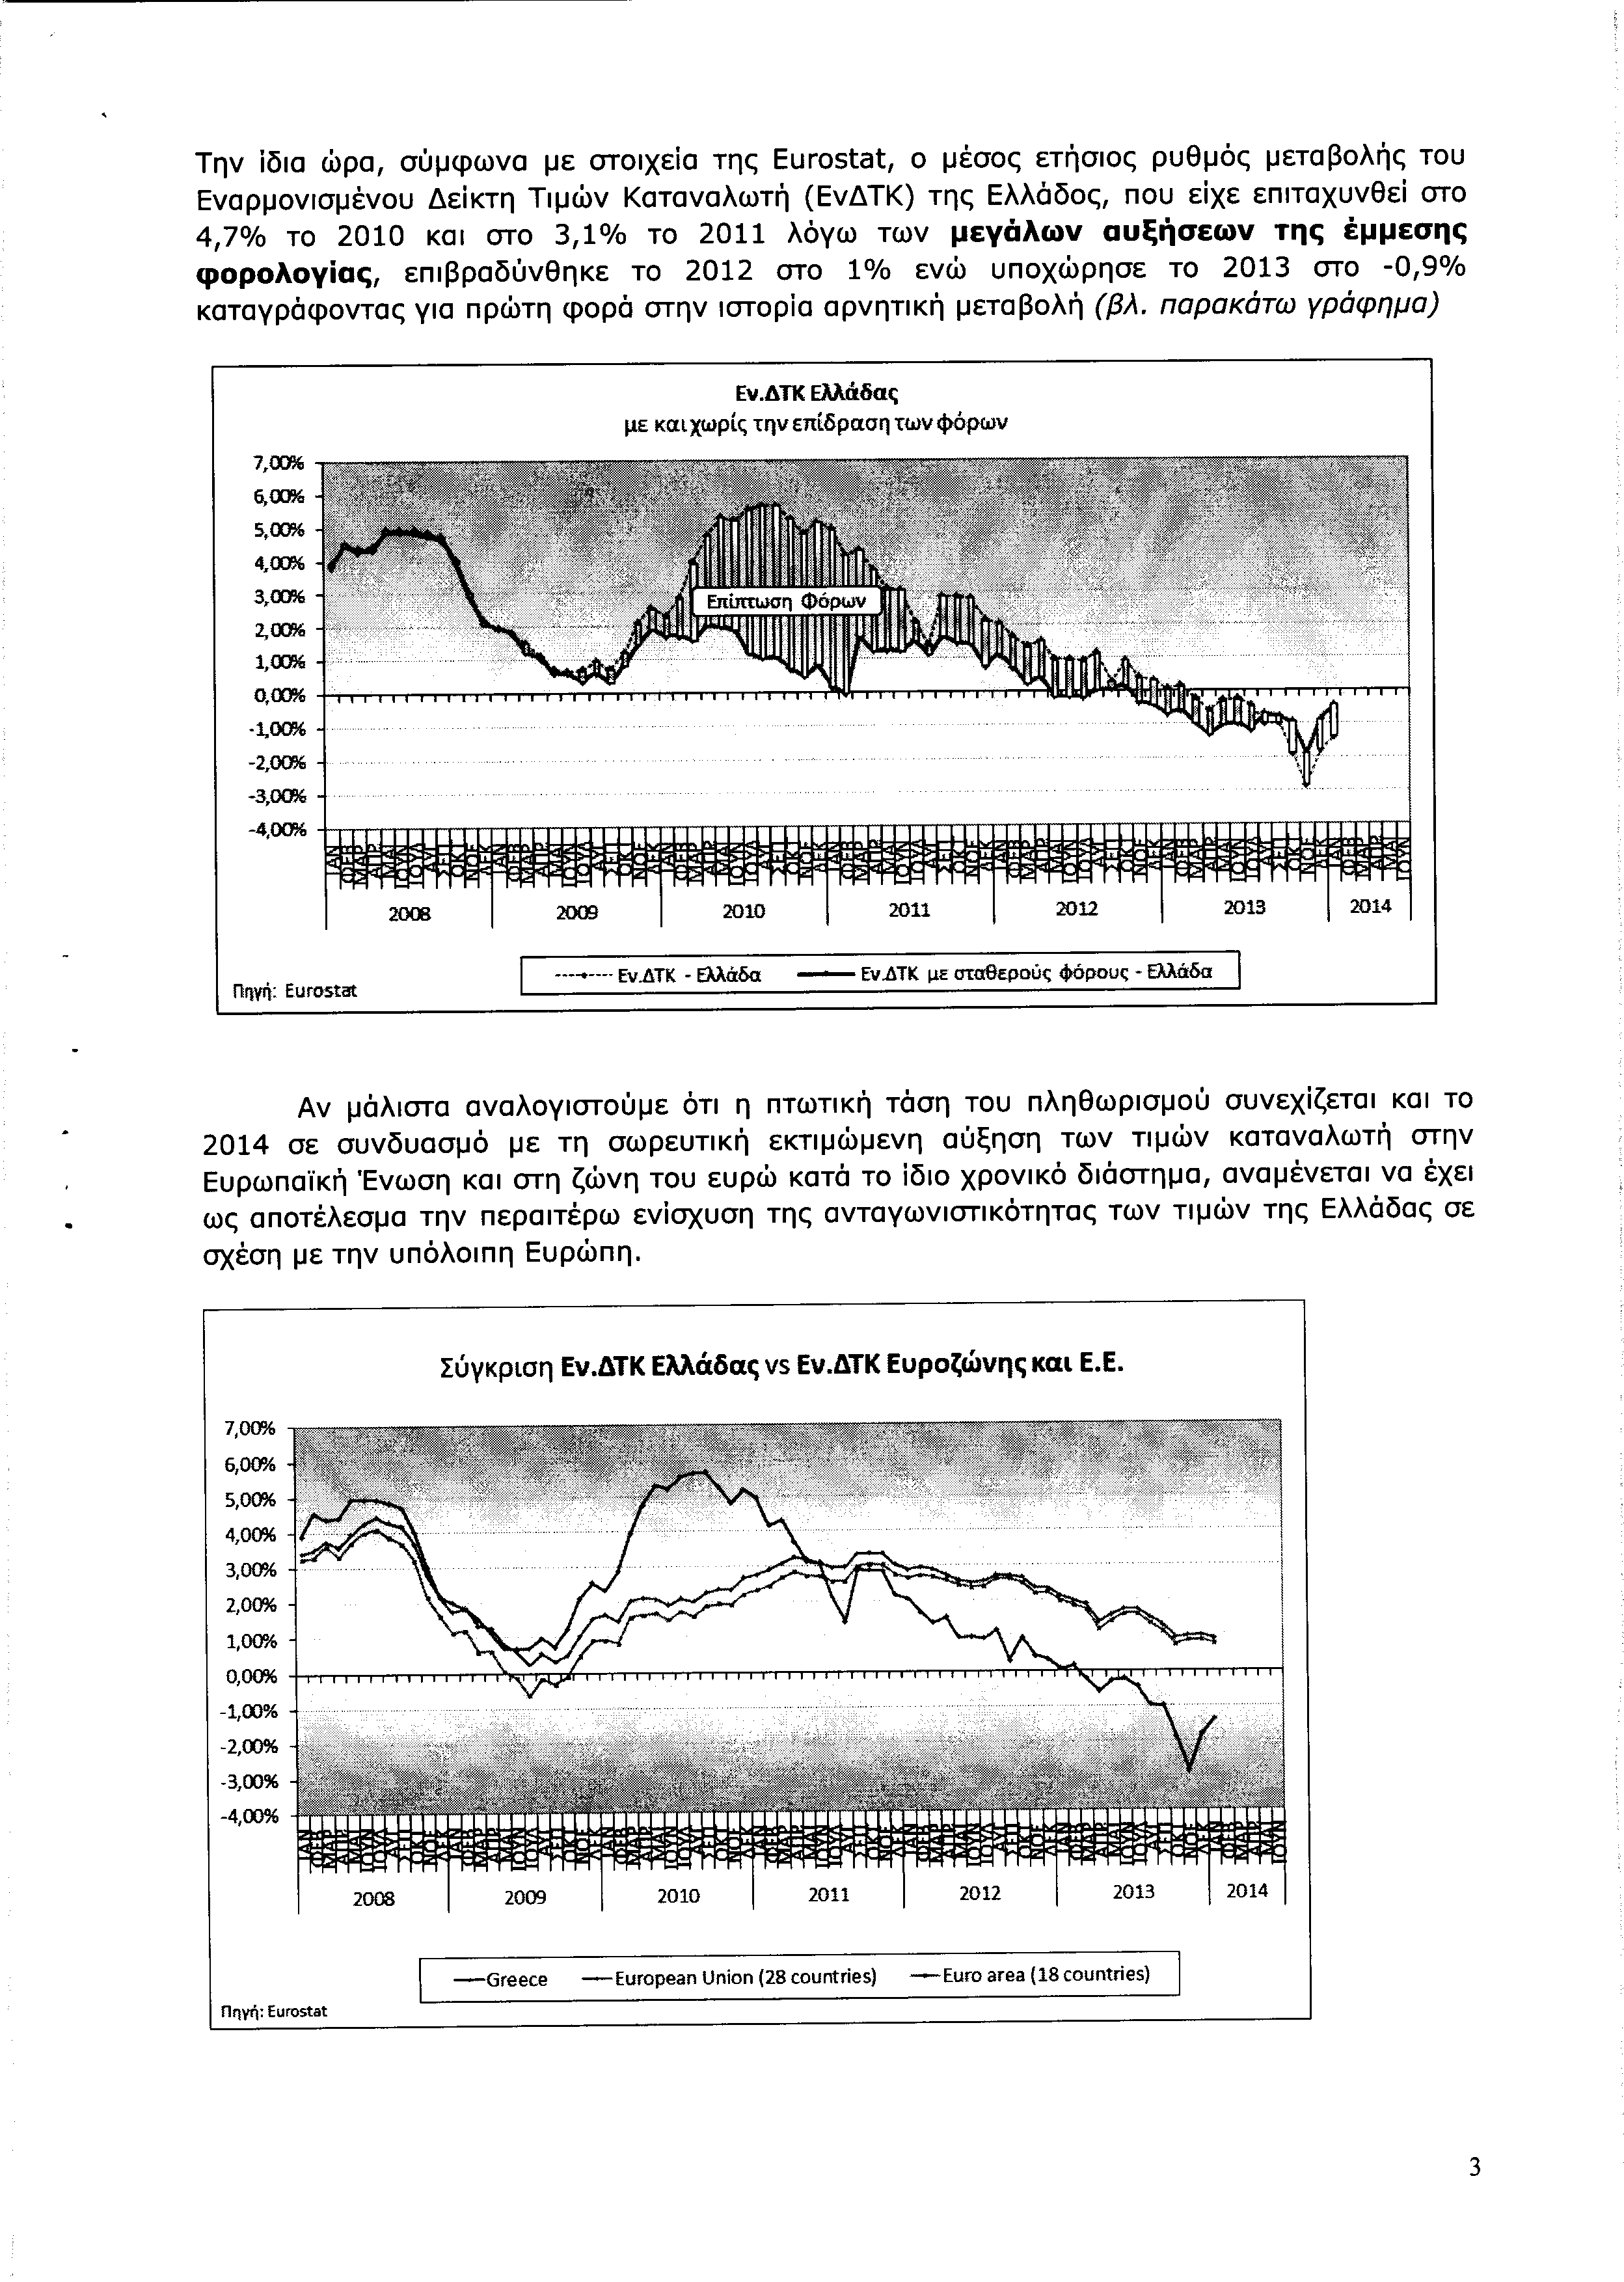 Την ίδια ώρα, σύμφωνα με στοιχεία της Eurostat, ο μέσος ετήσιος ρυθμός μεταβολής του
Εναρμονισμένου Δείκτη Τιμών Καταναλωτή (ΕνΔΤΚ) της Ελλάδος, που είχε επιταχυνθεί στο
4,7% το 2010 και στο 3,1% το 2011 λόγω των μεγάλων αυξήσεων της έμμεσης
φορολογίας, επιβραδύνθηκε το 2012 στο 1% ενώ υποχώρησε το 2013 στο -0,9%
καταγράφοντας για πρώτη φορά στην ιστορία αρνητική μεταβολή (βλ. παρακάτω γράφημα)
Εν.ΔΤΚ Ελλάδας
με και χωρίς την επίδραση των φόρων
7,00%
6,00%
5,00%
4,00%
3,00%
2,00%
1,00%
0,00%
-1,00%
-2,00%
-3,00%
-4,00%
Επίπτωση Φόρων
2008 2009 2010 2011 2012 2013 2014
Εν.ΔΤΚ - Ελλάδα Εν.ΔΤΚ με σταθερούς φόρους - Ελλάδα
Πηγή: Eurostat
Αν μάλιστα αναλογιστούμε ότι η πτωτική τάση του πληθωρισμού συνεχίζεται και το
2014 σε συνδυασμό με τη σωρευτική εκτιμώμενη αύξηση των τιμών καταναλωτή στην
Ευρωπαϊκή Ένωση και στη ζώνη του ευρώ κατά το ίδιο χρονικό διάστημα, αναμένεται να έχει
ως αποτέλεσμα την περαιτέρω ενίσχυση της ανταγωνιστικότητας των τιμών της Ελλάδας σε
σχέση με την υπόλοιπη Ευρώπη.
Σύγκριση Εν.ΔΤΚ Ελλάδας vs Εν.ΔΤΚ Ευροζώνης και Ε.Ε.
7,00%
6,00%
5,00%
4,00%
3,00%
2,00%
1,00%
0,00%
-1,00%
-2,00%
-3,00%
-4,00%
2008 2009 2010 2011 2012 2013 2014
Greece European Union (28 countries) Euro area (18 countries)
Πηγή: Eurostat
3